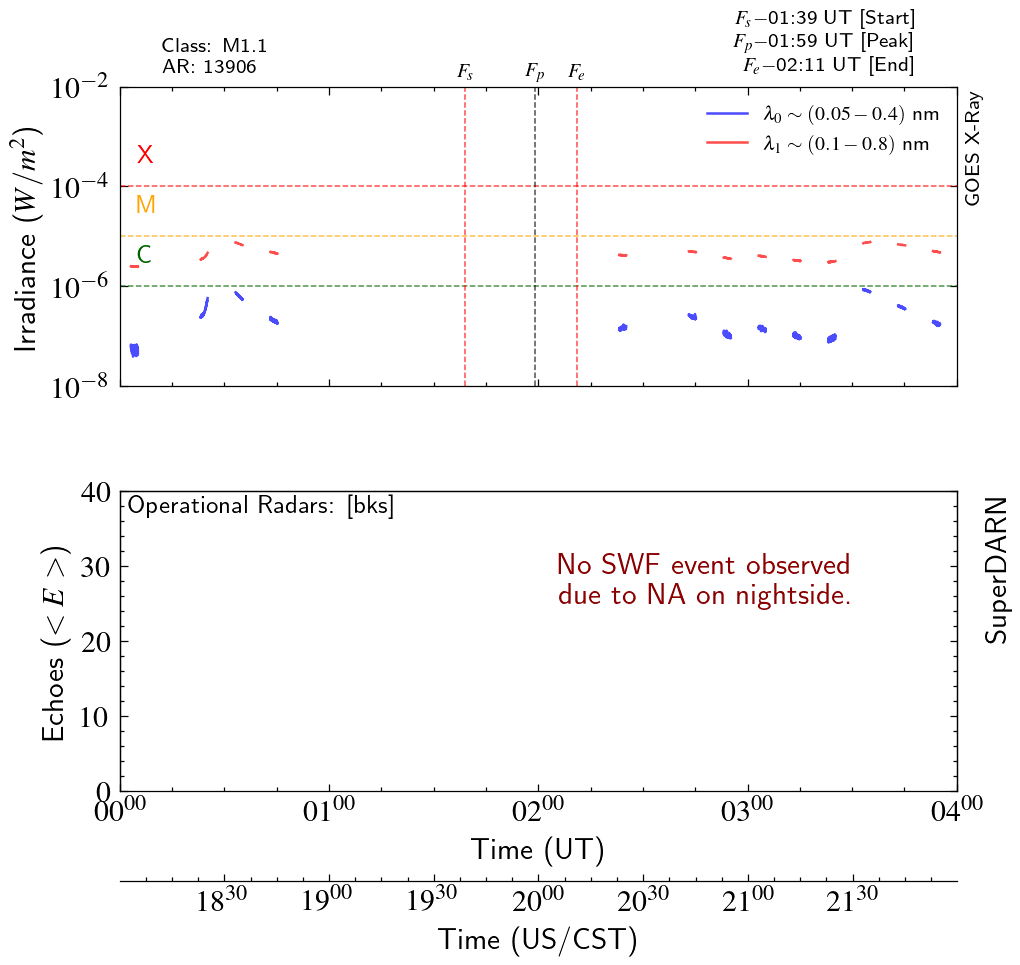 Class: M1.1
AR: 13906
Fs−01:39 UT [Start]
Fp−01:59 UT [Peak]
Fe−02:11 UT [End]
Fs Fp Fe
10⁻²
10⁻⁴
10⁻⁶
10⁻⁸
Irradiance (W/m²)
X
M
C
λ₀ ∼ (0.05 − 0.4) nm
λ₁ ∼ (0.1 − 0.8) nm
GOES X-Ray
Operational Radars: [bks]
No SWF event observed
due to NA on nightside.
40
30
20
10
0
Echoes (< E >)
SuperDARN
00⁰⁰ 01⁰⁰ 02⁰⁰ 03⁰⁰ 04⁰⁰
Time (UT)
18³⁰ 19⁰⁰ 19³⁰ 20⁰⁰ 20³⁰ 21⁰⁰ 21³⁰
Time (US/CST)